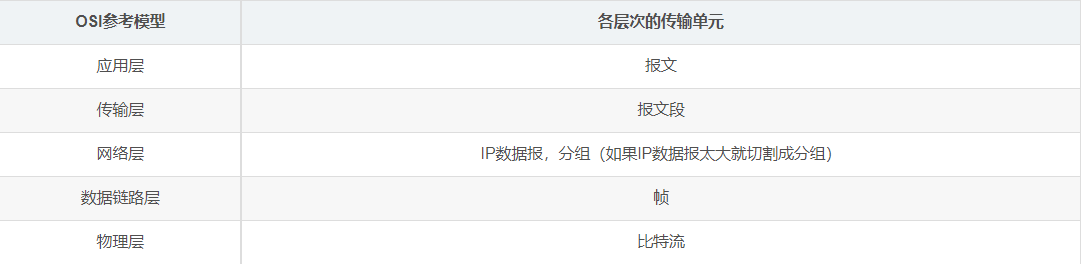 OSI参考模型 各层次的传输单元
应用层 报文
传输层 报文段
网络层 IP数据报，分组（如果IP数据报太大就切割成分组）
数据链路层 帧
物理层 比特流